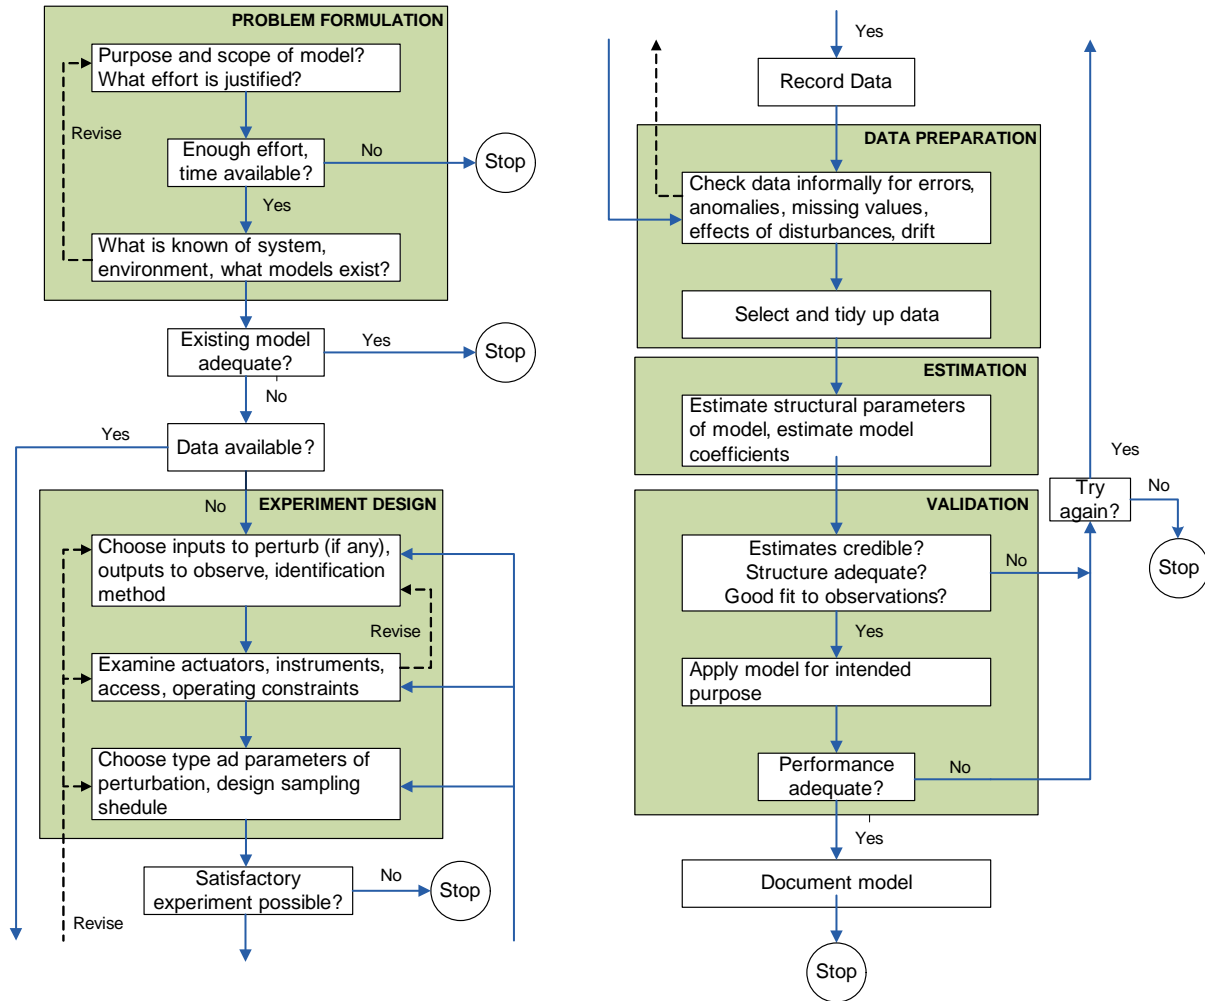 PROBLEM FORMULATION
Purpose and scope of model?
What effort is justified?
Revise
Enough effort,
time available?
No
Stop
Yes
What is known of system,
environment, what models exist?
Existing model
adequate?
Yes
Stop
No
Yes
Data available?
EXPERIMENT DESIGN
No
Choose inputs to perturb (if any),
outputs to observe, identification
method
Revise
Examine actuators, instruments,
access, operating constraints
Choose type ad parameters of
perturbation, design sampling
shedule
Satisfactory
experiment possible?
No
Stop
Revise
Yes
Record Data
DATA PREPARATION
Check data informally for errors,
anomalies, missing values,
effects of disturbances, drift
Select and tidy up data
ESTIMATION
Estimate structural parameters
of model, estimate model
coefficients
Yes
Try
again?
No
Stop
VALIDATION
Estimates credible?
Structure adequate?
Good fit to observations?
No
Yes
Apply model for intended
purpose
Performance
adequate?
No
Yes
Document model
Stop